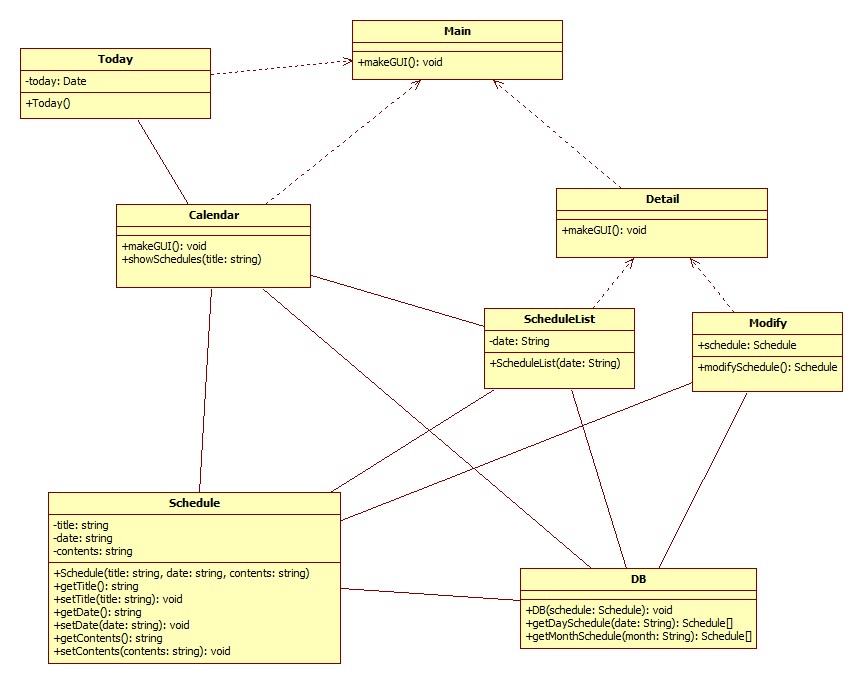 Main
+makeGUI(): void
Today
-today: Date
+Today()
Detail
+makeGUI(): void
Calendar
+makeGUI(): void
+showSchedules(title: string)
ScheduleList
-date: String
+ScheduleList(date: String)
Modify
+schedule: Schedule
+modifySchedule(): Schedule
Schedule
-title: string
-date: string
-contents: string
+Schedule(title: string, date: string, contents: string)
+getTitle(): string
+setTitle(title: string): void
+getDate(): string
+setDate(date: string): void
+getContents(): string
+setContents(contents: string): void
DB
+DB(schedule: Schedule): void
+getDaySchedule(date: String): Schedule[]
+getMonthSchedule(month: String): Schedule[]